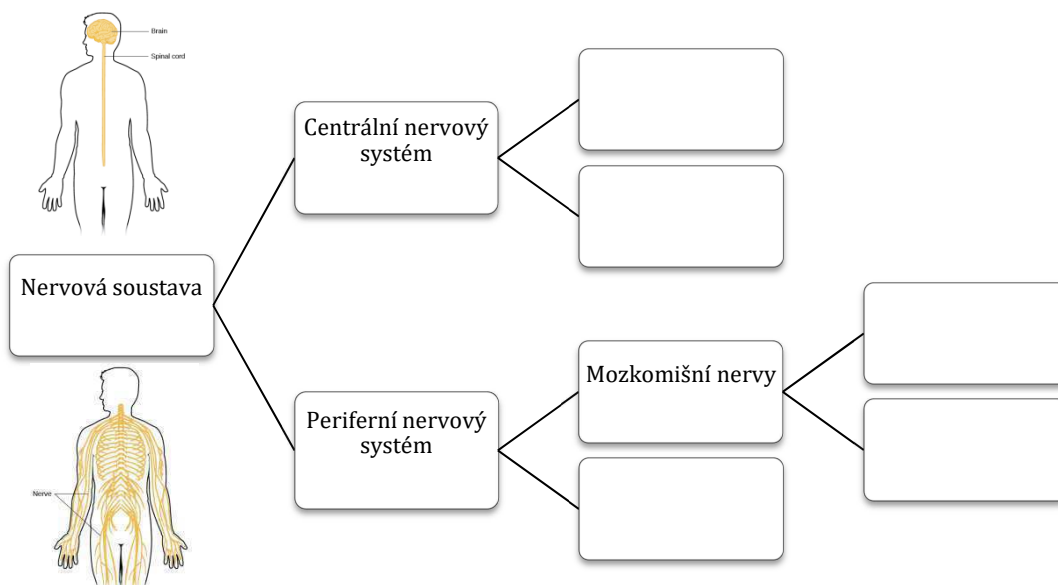 Brain
Spinal cord
Centrální nervový
systém
Nervová soustava
Mozkomišní nervy
Periferní nervový
systém
Nerve